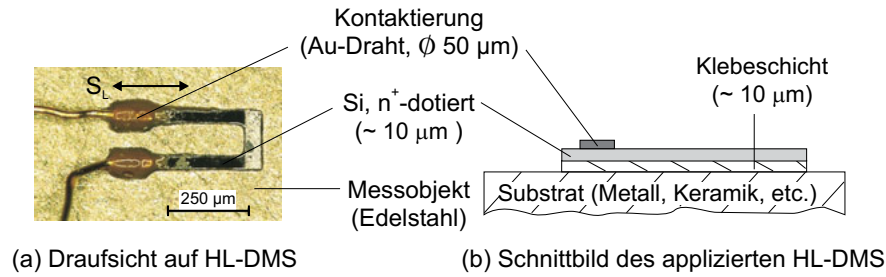 Kontaktierung
(Au-Draht, ϕ 50 µm)
Klebeschicht
(~ 10 µm)
S_L
Si, n⁺-dotiert
(~ 10 µm )
250 µm
Messobjekt
(Edelstahl)
Substrat (Metall, Keramik, etc.)
(a) Draufsicht auf HL-DMS
(b) Schnittbild des applizierten HL-DMS